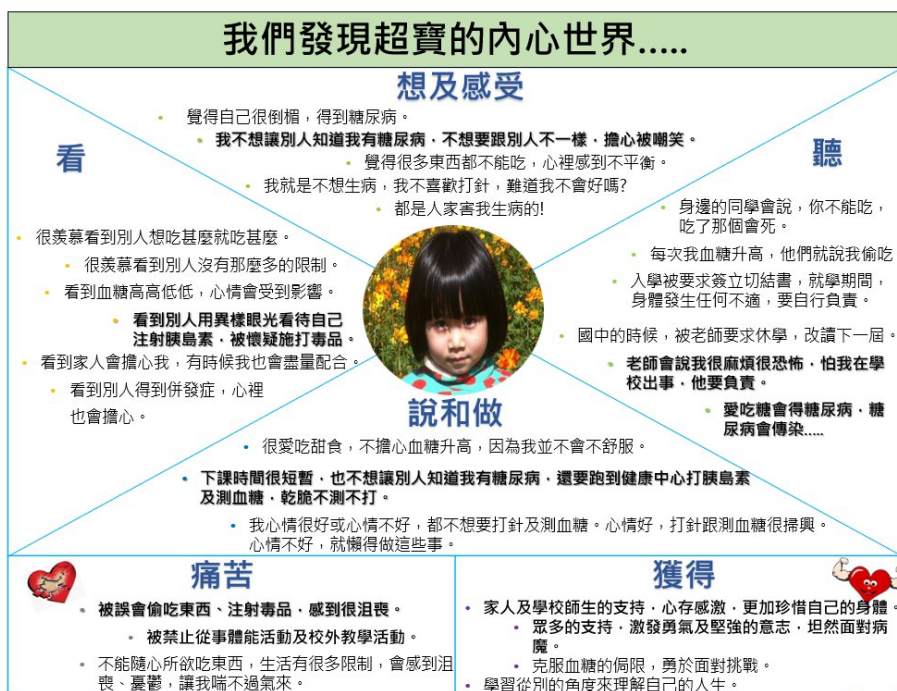 我們發現超寶的內心世界.....
想及感受
覺得自己很倒楣，得到糖尿病。
我不想讓別人知道我有糖尿病，不想要跟別人不一樣，擔心被嘲笑。
覺得很多東西都不能吃，心裡感到不平衡。
我就是不想生病，我不喜歡打針，難道我不會好嗎?
都是人家害我生病的!
看
很羨慕看到別人想吃甚麼就吃甚麼。
很羨慕看到別人沒有那麼多的限制。
看到血糖高高低低，心情會受到影響。
看到別人用異樣眼光看待自己
注射胰島素，被懷疑施打毒品。
看到家人會擔心我，有時候我也會盡量配合。
看到別人得到併發症，心裡
也會擔心。
聽
身邊的同學會說，你不能吃，
吃了那個會死。
每次我血糖升高，他們就說我偷吃
入學被要求簽立切結書，就學期間，
身體發生任何不適，要自行負責。
國中的時候，被老師要求休學，改讀下一屆。
老師會說我很麻煩很恐怖，怕我在學
校出事，他要負責。
愛吃糖會得糖尿病，糖
尿病會傳染.....
說和做
很愛吃甜食，不擔心血糖升高，因為我並不會不舒服。
下課時間很短暫，也不想讓別人知道我有糖尿病，還要跑到健康中心打胰島素
及測血糖，乾脆不測不打。
我心情很好或心情不好，都不想要打針及測血糖。心情好，打針跟測血糖很掃興。
心情不好，就懶得做這些事。
痛苦
被誤會偷吃東西、注射毒品，感到很沮喪。
被禁止從事體能活動及校外教學活動。
不能隨心所欲吃東西，生活有很多限制，會感到沮
喪、憂鬱，讓我喘不過氣來。
獲得
家人及學校師生的支持，心存感激，更加珍惜自己的身體。
眾多的支持，激發勇氣及堅強的意志，坦然面對病
魔。
克服血糖的侷限，勇於面對挑戰。
學習從別的角度來理解自己的人生。